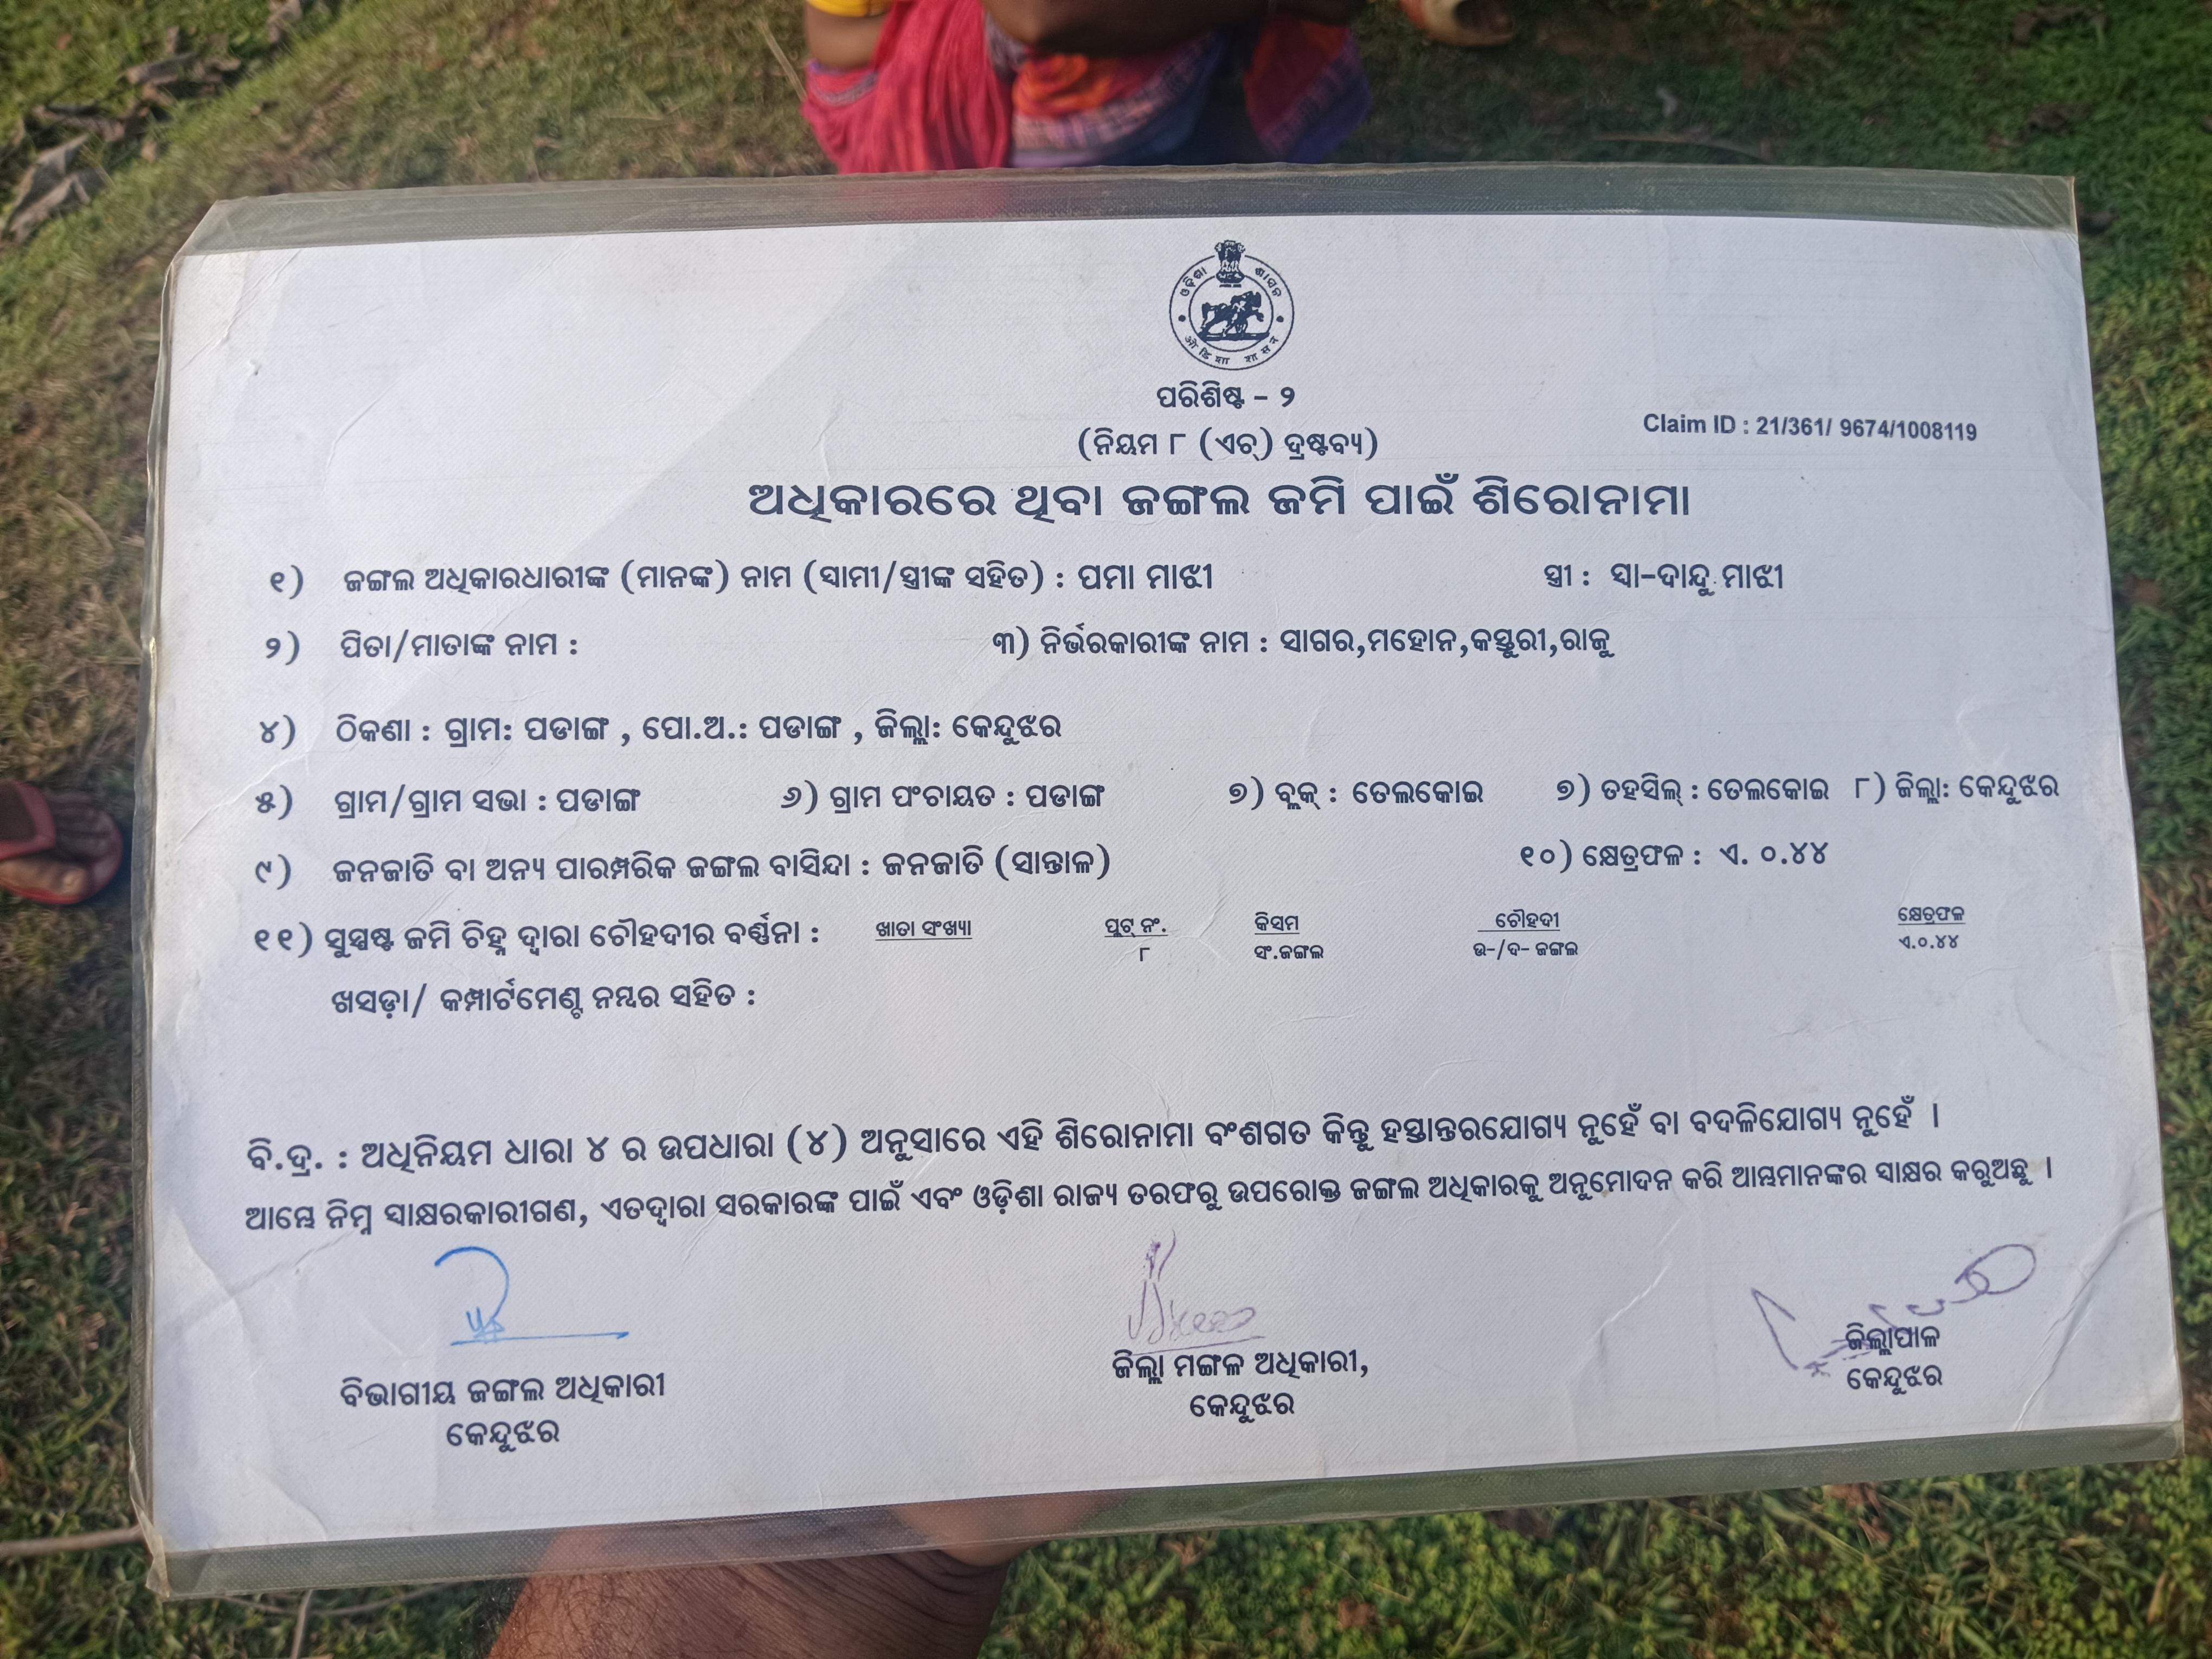 ଓଡ଼ିଶା ଶାସନ
ओडिशा शासन
ପରିଶିଷ୍ଟ - ୨
(ନିୟମ ୮ (ଏଚ୍) ଦ୍ରଷ୍ଟବ୍ୟ)
Claim ID : 21/361/ 9674/1008119
ଅଧିକାରରେ ଥିବା ଜଙ୍ଗଲ ଜମି ପାଇଁ ଶିରୋନାମା
୧) ଜଙ୍ଗଲ ଅଧିକାରଧାରୀଙ୍କ (ମାନଙ୍କ) ନାମ (ସ୍ୱାମୀ/ସ୍ତ୍ରୀଙ୍କ ସହିତ) : ପମା ମାଝୀ ସ୍ତ୍ରୀ : ସ୍ୱା-ଦାନ୍ଦୁ ମାଝୀ
୨) ପିତା/ମାତାଙ୍କ ନାମ : ୩) ନିର୍ଭରକାରୀଙ୍କ ନାମ : ସାଗର,ମହୋନ,କସ୍ତୁରୀ,ରାଜୁ
୪) ଠିକଣା : ଗ୍ରାମ: ପଡାଙ୍ଗ , ପୋ.ଅ.: ପଡାଙ୍ଗ , ଜିଲ୍ଲା: କେନ୍ଦୁଝର
୫) ଗ୍ରାମ/ଗ୍ରାମ ସଭା : ପଡାଙ୍ଗ ୬) ଗ୍ରାମ ପଂଚାୟତ : ପଡାଙ୍ଗ ୭) ବ୍ଲକ୍ : ତେଲକୋଇ ୭) ତହସିଲ୍ : ତେଲକୋଇ ୮) ଜିଲ୍ଲା: କେନ୍ଦୁଝର
୯) ଜନଜାତି ବା ଅନ୍ୟ ପାରମ୍ପରିକ ଜଙ୍ଗଲ ବାସିନ୍ଦା : ଜନଜାତି (ସାନ୍ତାଳ) ୧୦) କ୍ଷେତ୍ରଫଳ : ଏ. ୦.୪୪
୧୧) ସୁସ୍ପଷ୍ଟ ଜମି ଚିହ୍ନ ଦ୍ୱାରା ଚୌହଦୀର ବର୍ଣ୍ଣନା : ଖାତା ସଂଖ୍ୟା ପ୍ଲଟ୍ ନଂ. କିସମ ଚୌହଦୀ କ୍ଷେତ୍ରଫଳ
୮ ସଂ.ଜଙ୍ଗଲ ଉ-/ଦ- ଜଙ୍ଗଲ ଏ.୦.୪୪
ଖସଡ଼ା/ କମ୍ପାର୍ଟମେଣ୍ଟ ନମ୍ବର ସହିତ :
ବି.ଦ୍ର. : ଅଧିନିୟମ ଧାରା ୪ ର ଉପଧାରା (୪) ଅନୁସାରେ ଏହି ଶିରୋନାମା ବଂଶଗତ କିନ୍ତୁ ହସ୍ତାନ୍ତରଯୋଗ୍ୟ ନୁହେଁ ବା ବଦଳିଯୋଗ୍ୟ ନୁହେଁ ।
ଆମ୍ଭେ ନିମ୍ନ ସାକ୍ଷରକାରୀଗଣ, ଏତଦ୍ୱାରା ସରକାରଙ୍କ ପାଇଁ ଏବଂ ଓଡ଼ିଶା ରାଜ୍ୟ ତରଫରୁ ଉପରୋକ୍ତ ଜଙ୍ଗଲ ଅଧିକାରକୁ ଅନୁମୋଦନ କରି ଆମ୍ଭମାନଙ୍କର ସାକ୍ଷର କରୁଅଛୁ ।
ବିଭାଗୀୟ ଜଙ୍ଗଲ ଅଧିକାରୀ ଜିଲ୍ଲା ମଙ୍ଗଳ ଅଧିକାରୀ, ଜିଲ୍ଲାପାଳ
କେନ୍ଦୁଝର କେନ୍ଦୁଝର କେନ୍ଦୁଝର